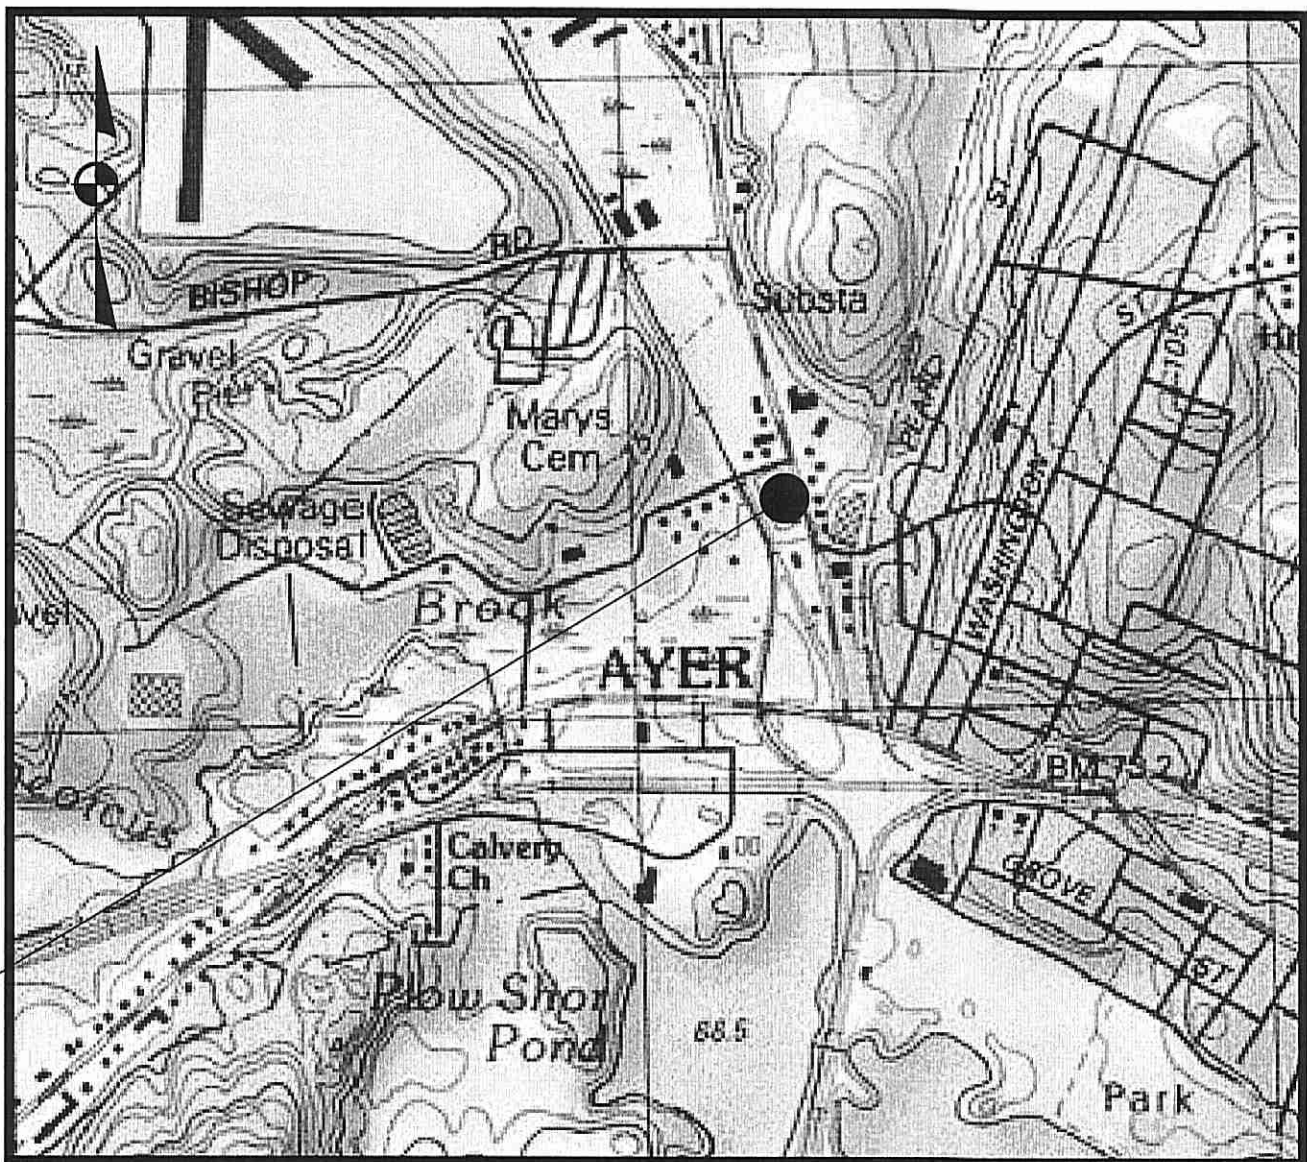 RD
BISHOP
Substa
ST
ST
Gravel
Pit
Marys
Cem
WASHINGTON
Sewage
Disposal
Brook
AYER
BM 75.2
Calvery
Ch
GROVE
ST
Plow Shop
Pond
68.5
Park